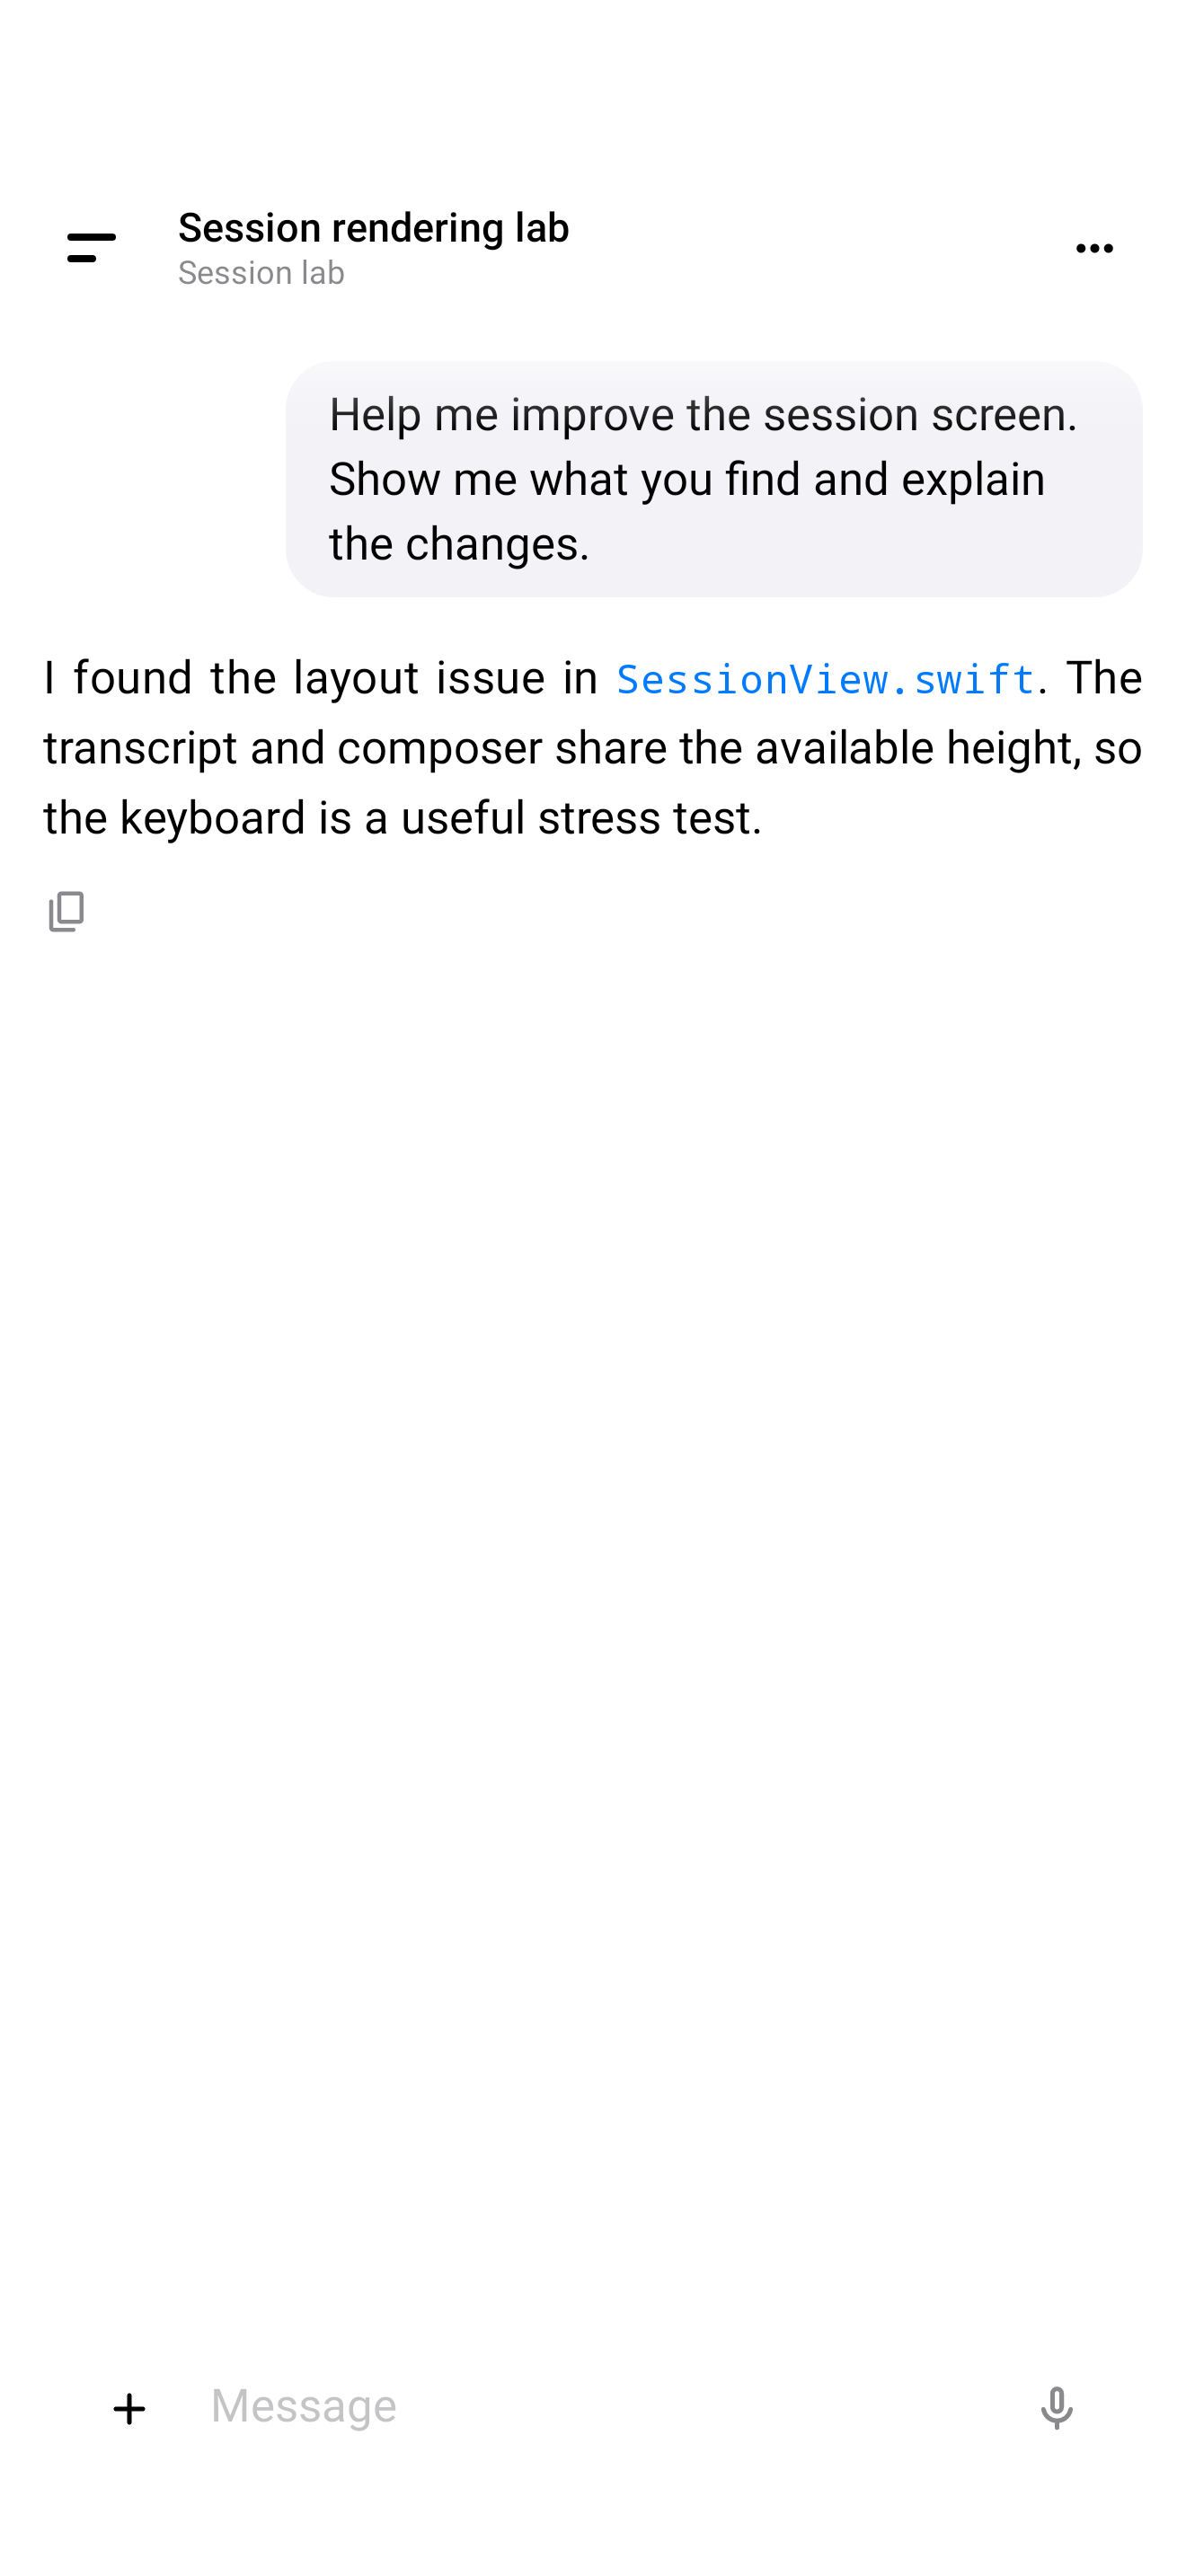 Session rendering lab
Session lab
Help me improve the session screen.
Show me what you find and explain
the changes.
I found the layout issue in SessionView.swift. The
transcript and composer share the available height, so
the keyboard is a useful stress test.
Message